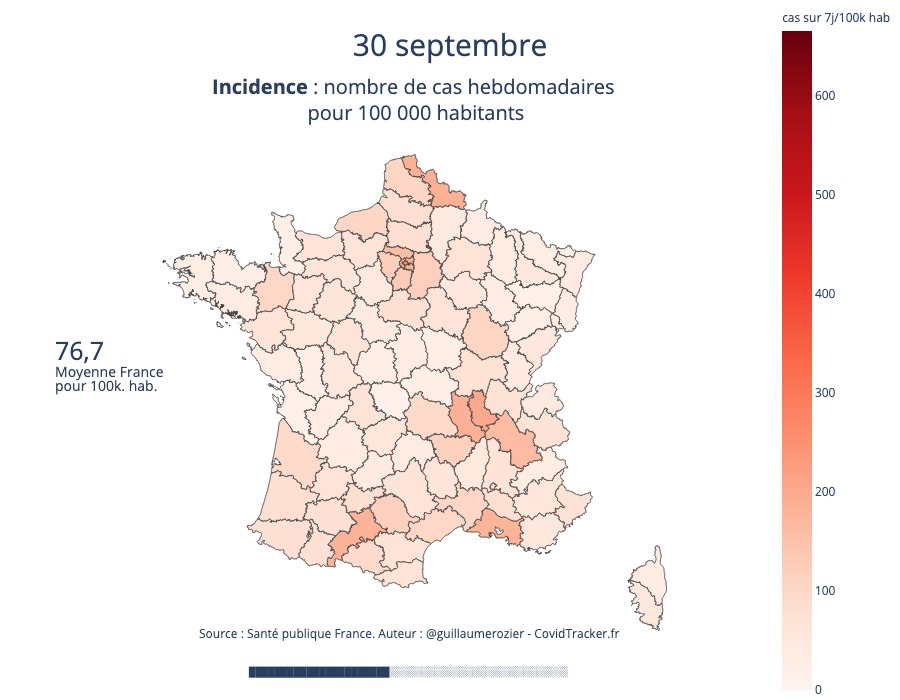 cas sur 7j/100k hab
30 septembre
Incidence : nombre de cas hebdomadaires
pour 100 000 habitants
600
500
400
300
200
100
0
76,7
Moyenne France
pour 100k. hab.
Source : Santé publique France. Auteur : @guillaumerozier - CovidTracker.fr